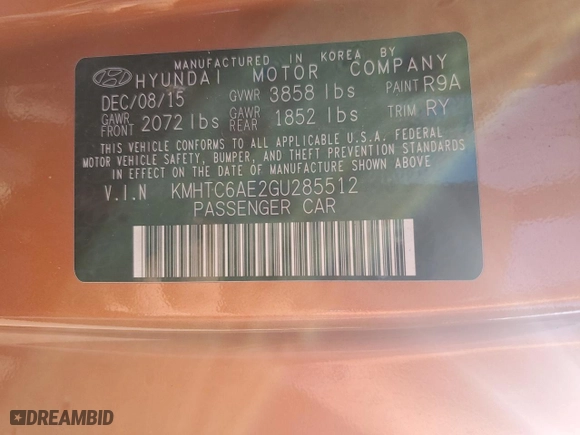 MANUFACTURED IN KOREA BY
HYUNDAI MOTOR COMPANY
DEC/08/15 GVWR 3858 lbs PAINT R9A
GAWR FRONT 2072 lbs GAWR REAR 1852 lbs TRIM RY
THIS VEHICLE CONFORMS TO ALL APPLICABLE U.S.A. FEDERAL
MOTOR VEHICLE SAFETY, BUMPER, AND THEFT PREVENTION STANDARDS
IN EFFECT ON THE DATE OF MANUFACTURE SHOWN ABOVE.
V.I.N KMHTC6AE2GU285512
PASSENGER CAR
DREAMBID